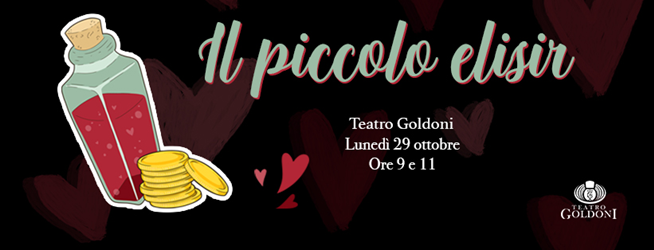 Il piccolo elisir
Teatro Goldoni
Lunedì 29 ottobre
Ore 9 e 11
TEATRO
GOLDONI